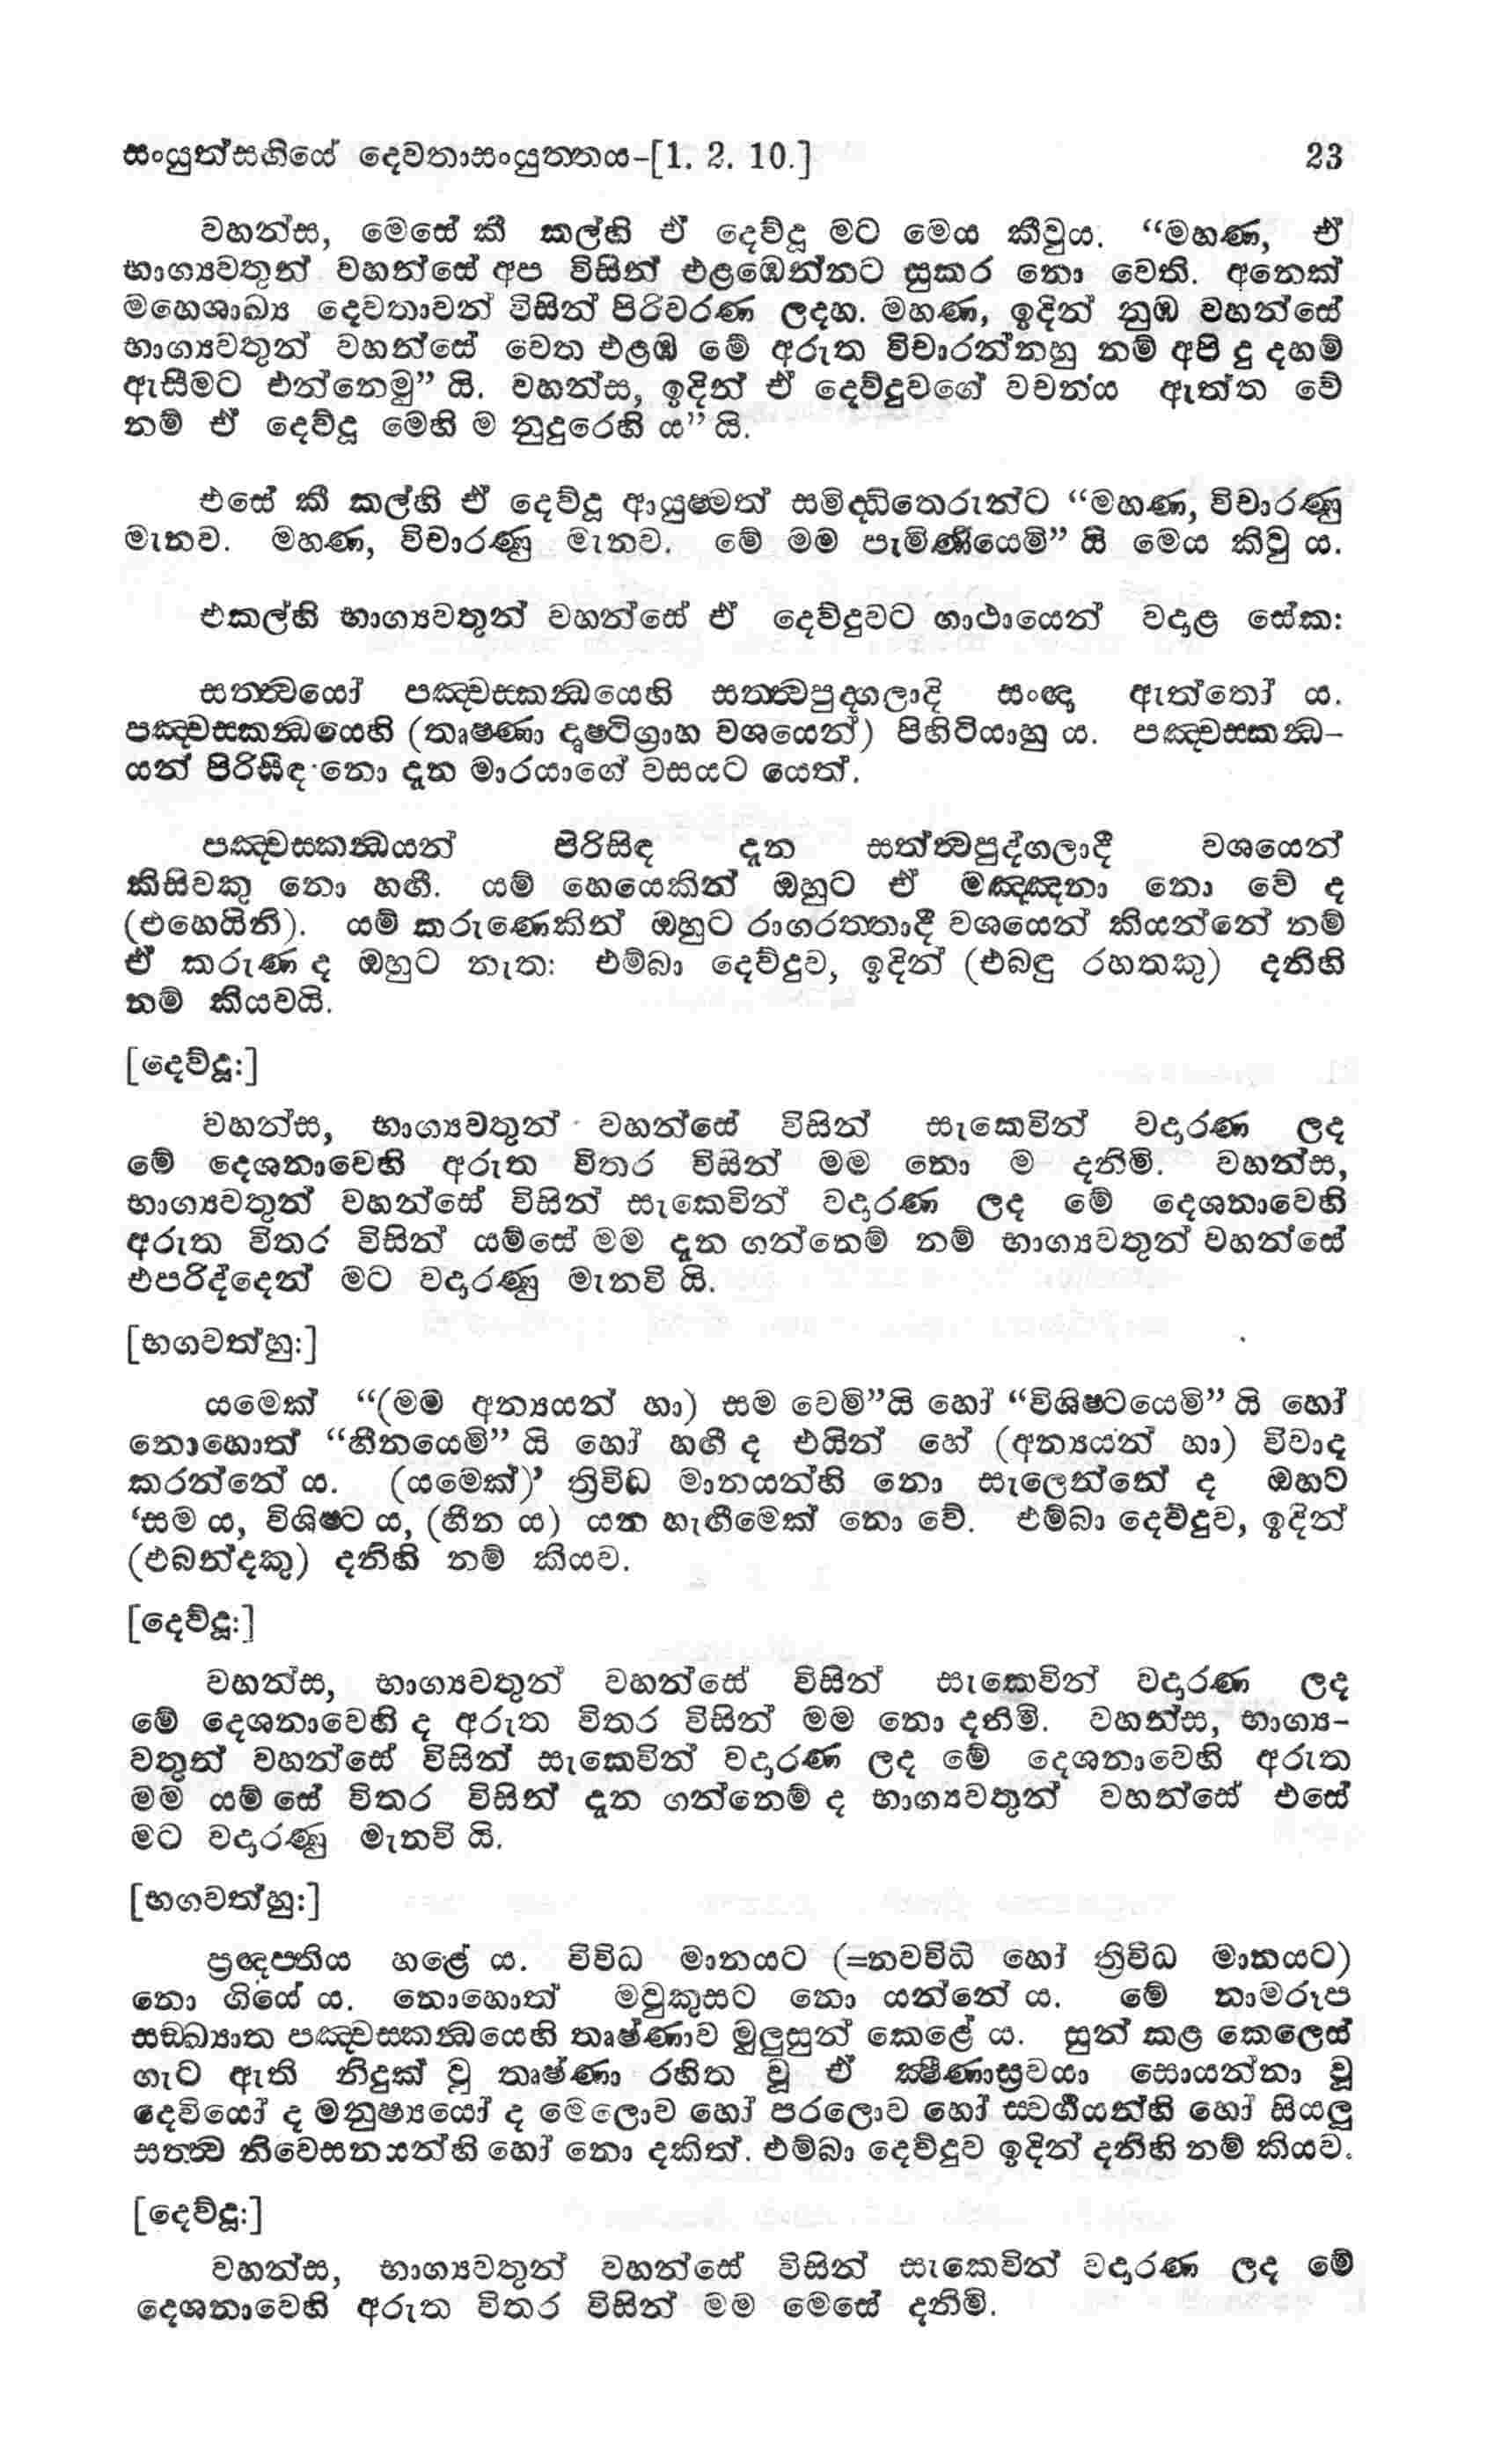 සංයුත්සඟියේ දෙවතාසංයුත්තය-[1. 2. 10.] 23
වහන්ස, මෙසේ කී කල්හි ඒ දෙව්දූ මට මෙය කීවුය. “මහණ, ඒ
භාග්‍යවතුන් වහන්සේ අප විසින් එළඹෙන්නට සුකර නො වෙති. අනෙක්
මහෙශාඛ්‍ය දෙවතාවන් විසින් පිරිවරණ ලදහ. මහණ, ඉදින් නුඹ වහන්සේ
භාග්‍යවතුන් වහන්සේ වෙත එළඹ මේ අරුත විචාරන්නහු නම් අපි දු දහම්
ඇසීමට එන්නෙමු” යි. වහන්ස, ඉදින් ඒ දෙව්දුවගේ වචනය ඇත්ත වේ
නම් ඒ දෙව්දූ මෙහි ම නුදුරෙහි ය” යි.
එසේ කී කල්හි ඒ දෙව්දූ ආයුෂ්මත් සමිද්ධිතෙරුන්ට “මහණ, විචාරණු
මැනව. මහණ, විචාරණු මැනව. මේ මම පැමිණියෙමි” යි මෙය කිවු ය.
එකල්හි භාග්‍යවතුන් වහන්සේ ඒ දෙව්දුවට ගාථායෙන් වදාළ සේක:
සත්ත්‍වයෝ පඤ්චස්කන්‍ධයෙහි සත්ත්‍වපුද්ගලාදි සංඥා ඇත්තෝ ය.
පඤ්චස්කන්‍ධයෙහි (තෘෂ්ණා දෘෂ්ටිග්‍රාහ වශයෙන්) පිහිටියාහු ය. පඤ්චස්කන්‍ධ-
යන් පිරිසිඳ නො දැන මාරයාගේ වසයට යෙත්.
පඤ්චස්කන්‍ධයන් පිරිසිඳ දැන සත්ත්‍වපුද්ගලාදී වශයෙන්
කිසිවකු නො හඟී. යම් හෙයෙකින් ඔහුට ඒ මඤ්ඤනා නො වේ ද
(එහෙයිනි). යම් කරුණෙකින් ඔහුට රාගරත්තාදී වශයෙන් කියන්නේ නම්
ඒ කරුණ ද ඔහුට නැත: එම්බා දෙව්දුව, ඉදින් (එබඳු රහතකු) දනිහි
නම් කියවයි.
[දෙව්දූ:]
වහන්ස, භාග්‍යවතුන් වහන්සේ විසින් සැකෙවින් වදාරණ ලද
මේ දෙශනාවෙහි අරුත විතර විසින් මම නො ම දනිමි. වහන්ස,
භාග්‍යවතුන් වහන්සේ විසින් සැකෙවින් වදාරණ ලද මේ දෙශනාවෙහි
අරුත විතර විසින් යම්සේ මම දැන ගන්නෙම් නම් භාග්‍යවතුන් වහන්සේ
එපරිද්දෙන් මට වදාරණු මැනවි යි.
[භගවත්හු:]
යමෙක් “(මම අන්‍යයන් හා) සම වෙමි”යි හෝ “විශිෂ්ටයෙමි” යි හෝ
නොහොත් “හීනයෙමි” යි හෝ හඟී ද එයින් හේ (අන්‍යයන් හා) විවාද
කරන්නේ ය. (යමෙක්)’ ත්‍රිවිධ මානයන්හි නො සැලෙන්නේ ද ඔහට
‘සම ය, විශිෂ්ට ය, (හීන ය) යන හැඟීමෙක් නො වේ. එම්බා දෙව්දුව, ඉදින්
(එබන්දකු) දනිහි නම් කියව.
[දෙව්දූ:]
වහන්ස, භාග්‍යවතුන් වහන්සේ විසින් සැකෙවින් වදාරණ ලද
මේ දෙශනාවෙහි ද අරුත විතර විසින් මම නො දනිමි. වහන්ස, භාග්‍ය-
වතුන් වහන්සේ විසින් සැකෙවින් වදාරණ ලද මේ දෙශනාවෙහි අරුත
මම යම් සේ විතර විසින් දැන ගන්නෙම් ද භාග්‍යවතුන් වහන්සේ එසේ
මට වදාරණු මැනවි යි.
[භගවත්හු:]
ප්‍රඥප්තිය හළේ ය. විවිධ මානයට (=නවවිධ හෝ ත්‍රිවිධ මානයට)
නො ගියේ ය. නොහොත් මවුකුසට නො යන්නේ ය. මේ නාමරූප
සඞ්ඛ්‍යාත පඤ්චස්කන්‍ධයෙහි තෘෂ්ණාව මුලුසුන් කෙළේ ය. සුන් කළ කෙලෙස්
ගැට ඇති නිදුක් වූ තෘෂ්ණා රහිත වූ ඒ ක්‍ෂීණාස්‍රවයා සොයන්නා වූ
දෙවියෝ ද මනුෂ්‍යයෝ ද මෙලොව හෝ පරලොව හෝ ස්වර්ගයන්හි හෝ සියලූ
සත්ත්‍ව නිවෙසනයන්හි හෝ නො දකිත්. එම්බා දෙව්දුව ඉදින් දනිහි නම් කියව.
[දෙව්දූ:]
වහන්ස, භාග්‍යවතුන් වහන්සේ විසින් සැකෙවින් වදාරණ ලද මේ
දෙශනාවෙහි අරුත විතර විසින් මම මෙසේ දනිමි.